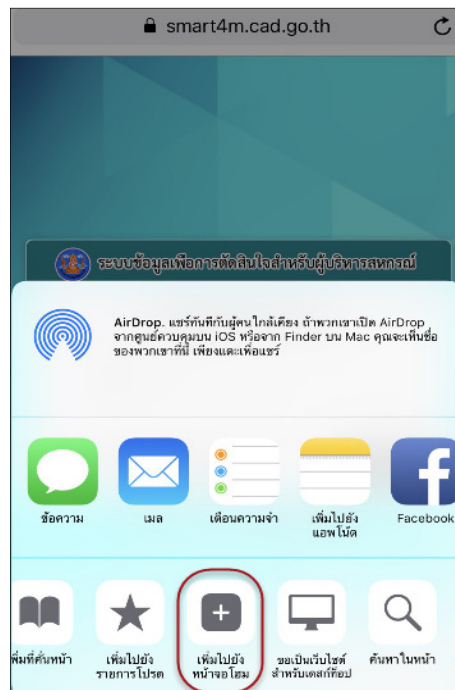 smart4m.cad.go.th
ระบบข้อมูลเพื่อการตัดสินใจสำหรับผู้บริหารสหกรณ์
AirDrop. แชร์ทันทีกับผู้คนใกล้เคียง ถ้าพวกเขาเปิด AirDrop
จากศูนย์ควบคุมบน iOS หรือจาก Finder บน Mac คุณจะเห็นชื่อ
ของพวกเขาที่นี่ เพียงแตะเพื่อแชร์
ข้อความ
เมล
เตือนความจำ
เพิ่มไปยัง
แอพโน้ต
Facebook
พิ่มที่คั่นหน้า
เพิ่มไปยัง
รายการโปรด
เพิ่มไปยัง
หน้าจอโฮม
ขอเป็นเว็บไซต์
สำหรับเดสก์ท็อป
ค้นหาในหน้า